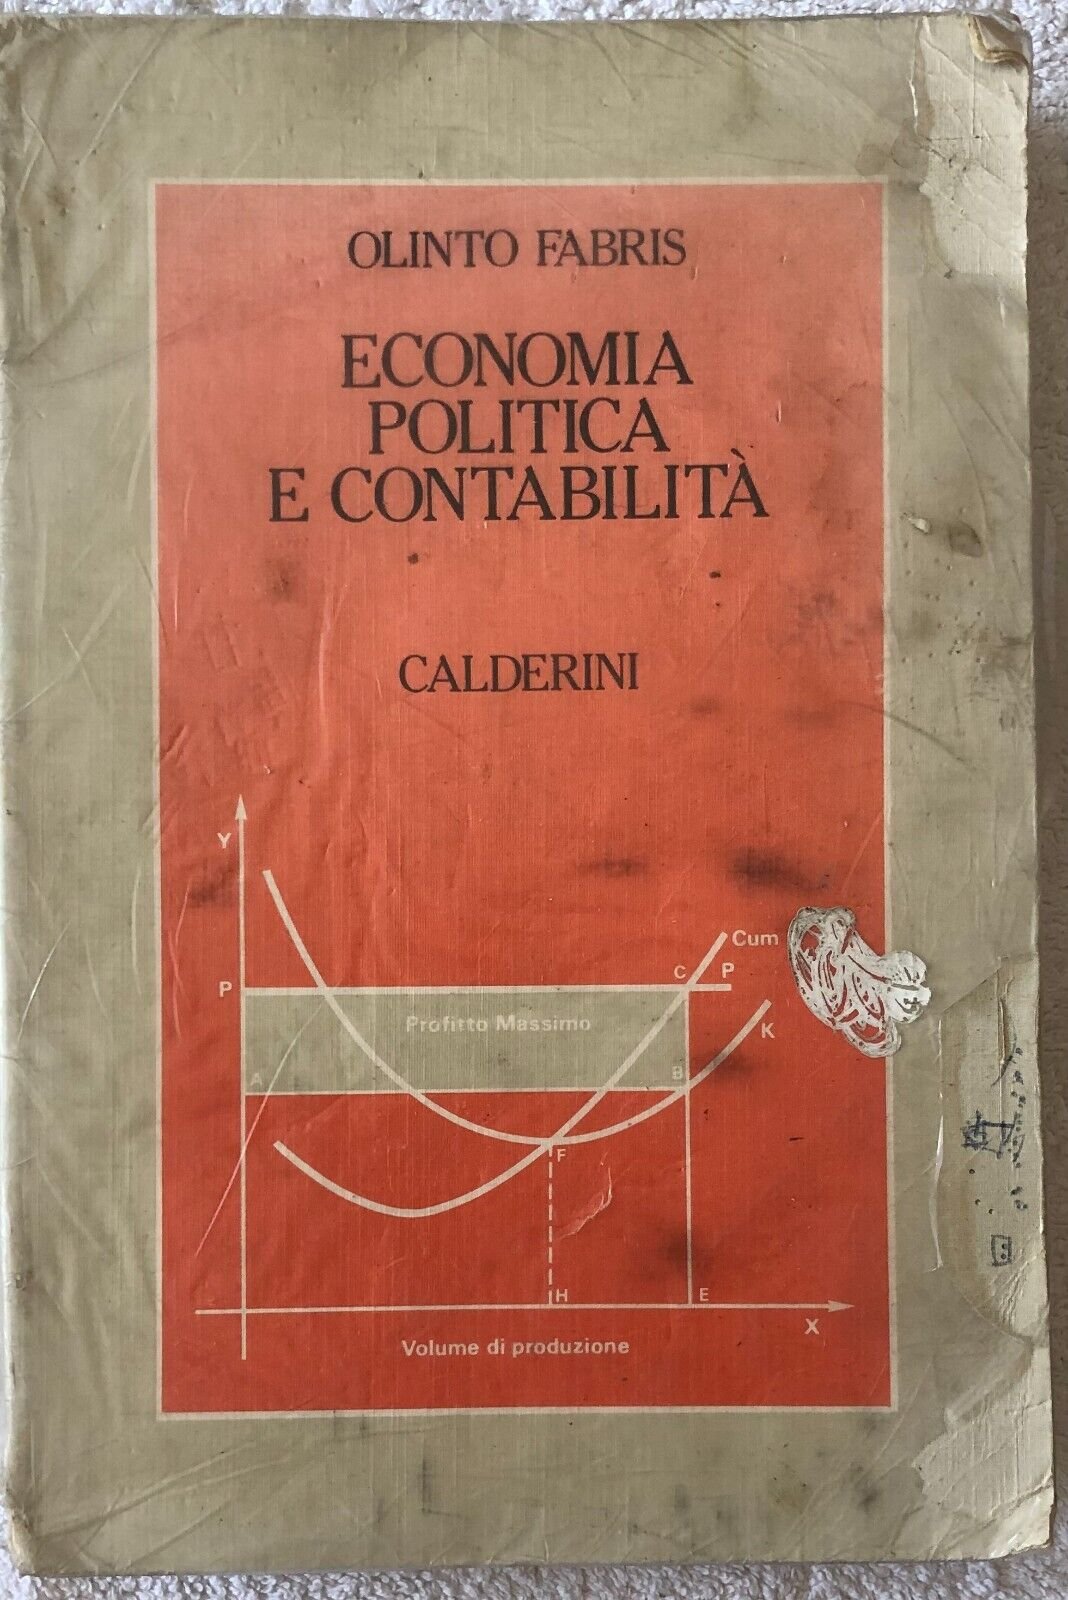 OLINTO FABRIS
ECONOMIA
POLITICA
E CONTABILITÀ
CALDERINI
Y
Cum
C P
P
Profitto Massimo
K
A B
F
H E
X
Volume di produzione